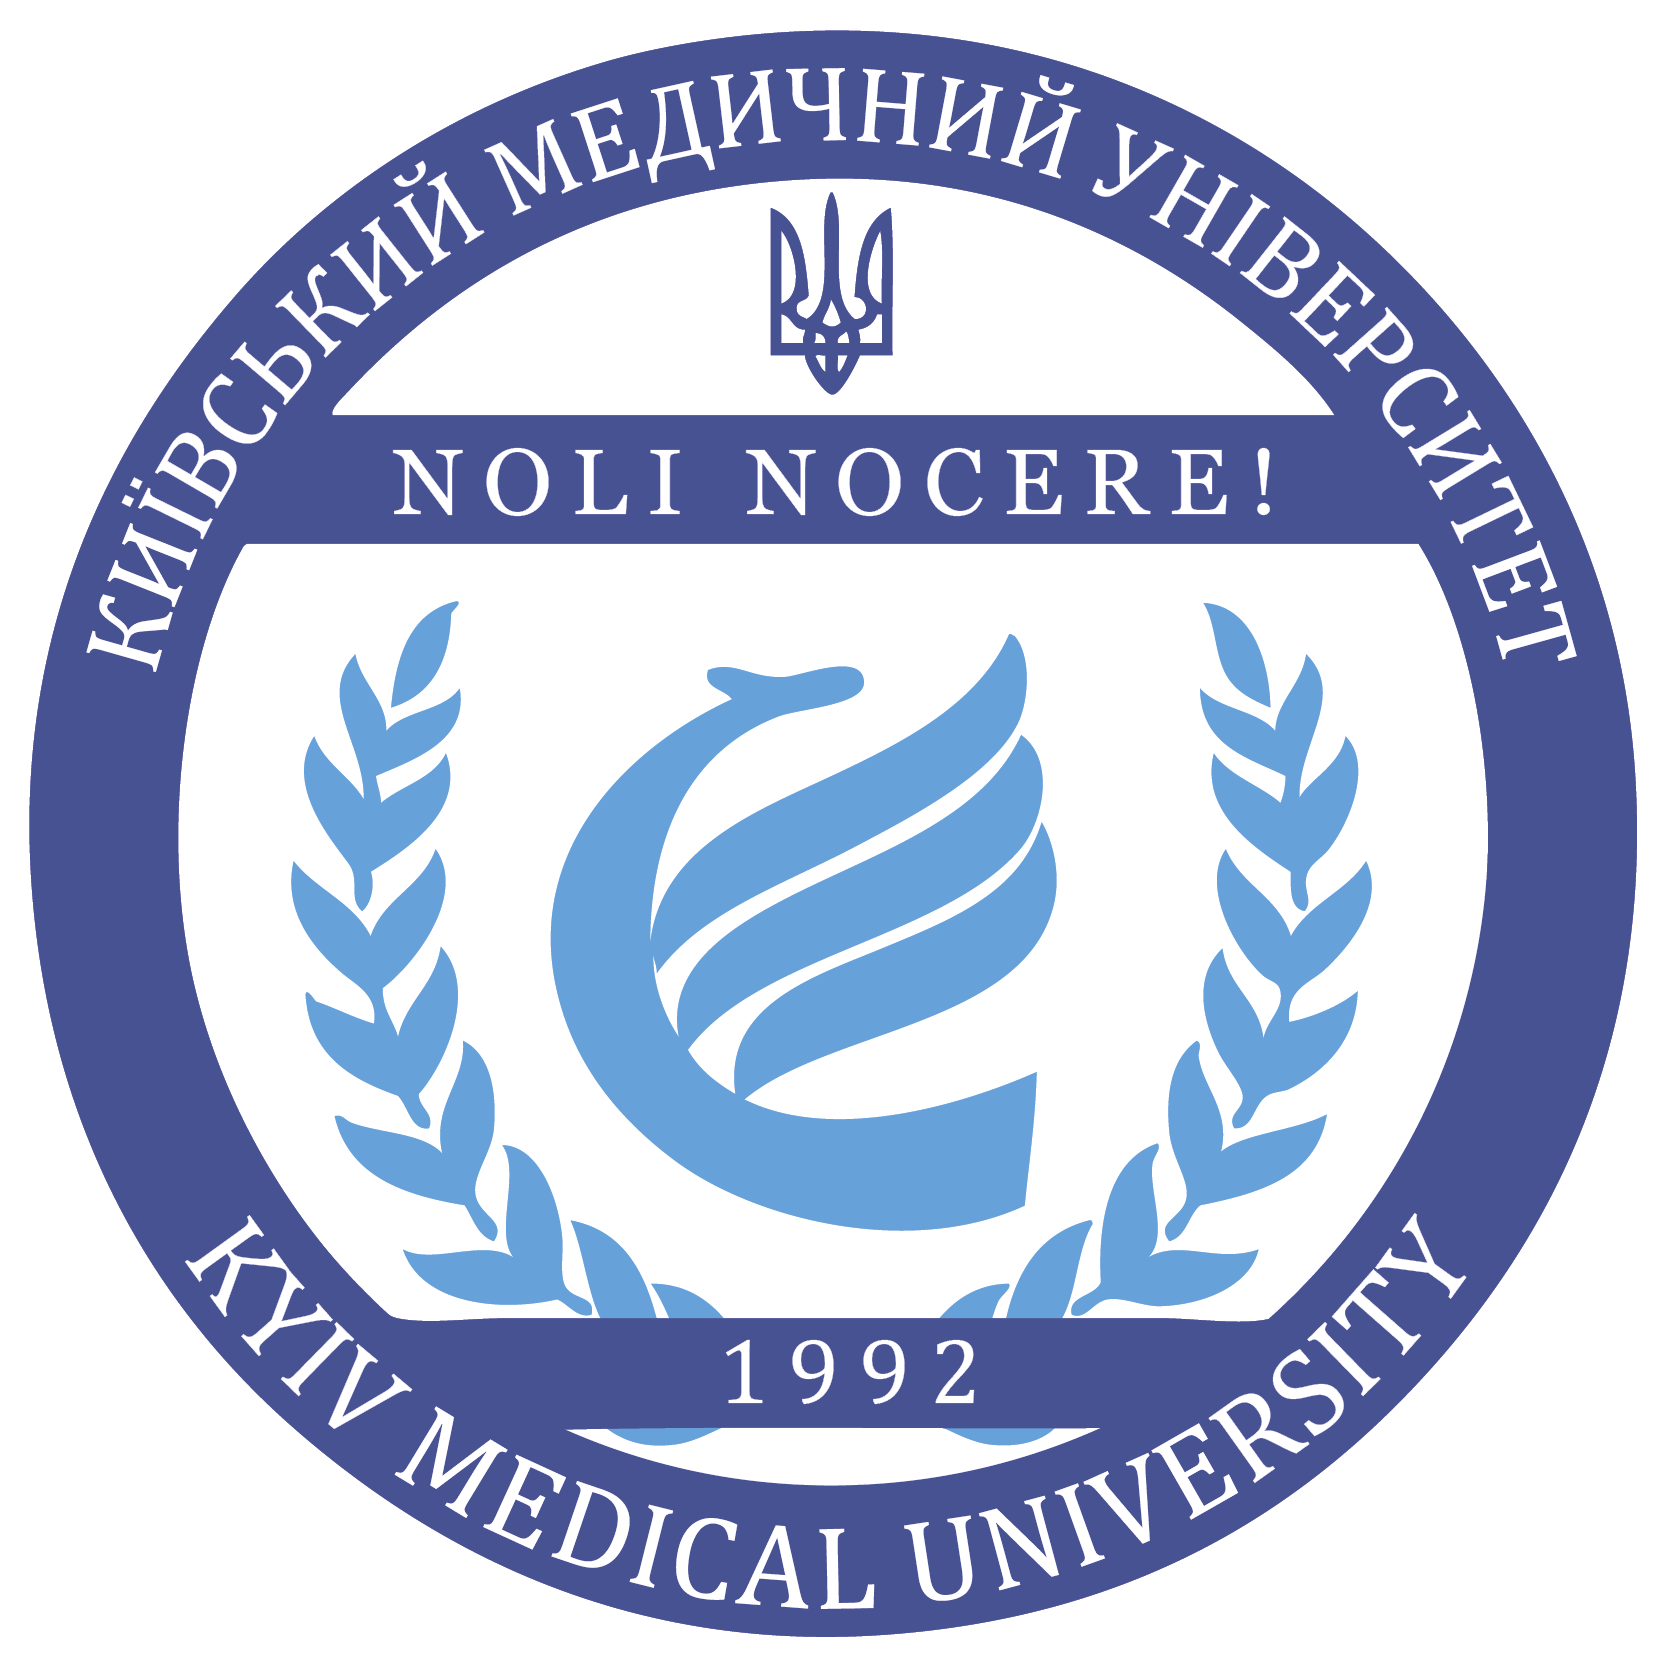 КИЇВСЬКИЙ МЕДИЧНИЙ УНІВЕРСИТЕТ
NOLI NOCERE!
1992
KYIV MEDICAL UNIVERSITY